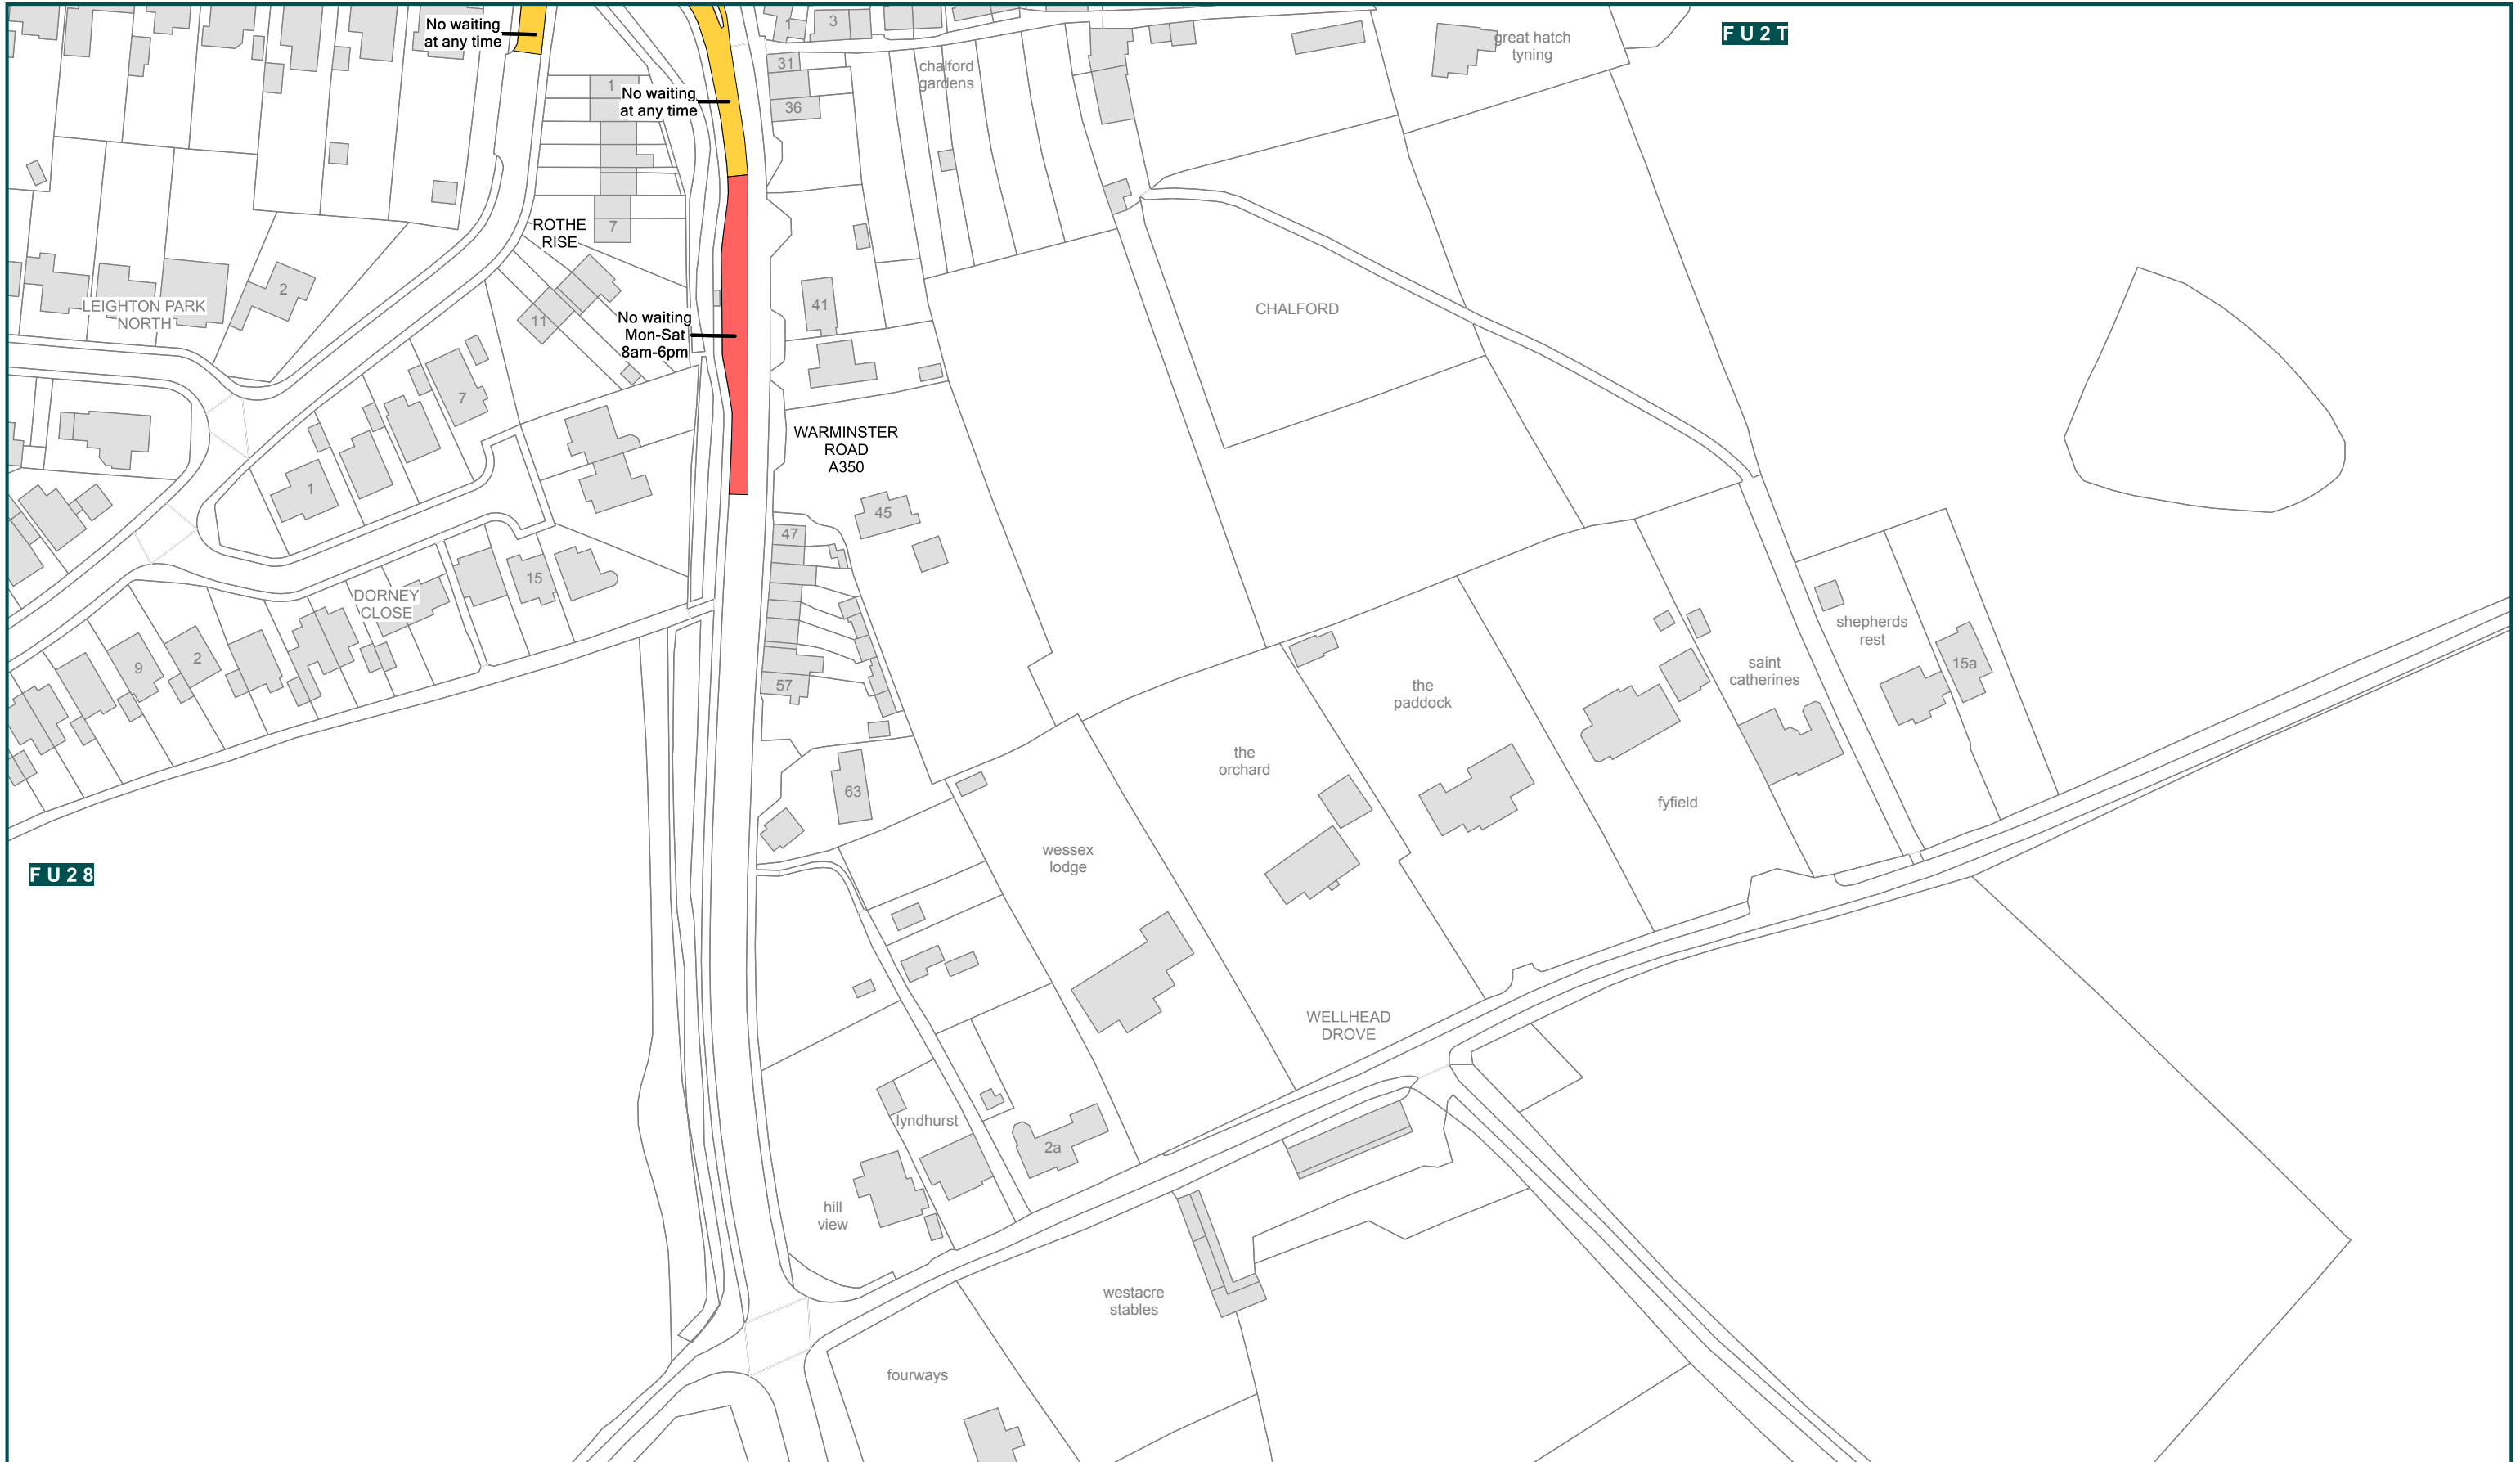 No waiting
at any time
1
3
FU2T
great hatch
tyning
31
chalford
gardens
1
No waiting
at any time
36
ROTHE
RISE
7
2
LEIGHTON PARK
NORTH
11
No waiting
Mon-Sat
8am-6pm
41
CHALFORD
7
WARMINSTER
ROAD
A350
1
45
47
15
DORNEY
CLOSE
9
2
57
shepherds
rest
15a
saint
catherines
the
paddock
the
orchard
63
fyfield
wessex
lodge
FU28
WELLHEAD
DROVE
lyndhurst
2a
hill
view
westacre
stables
fourways